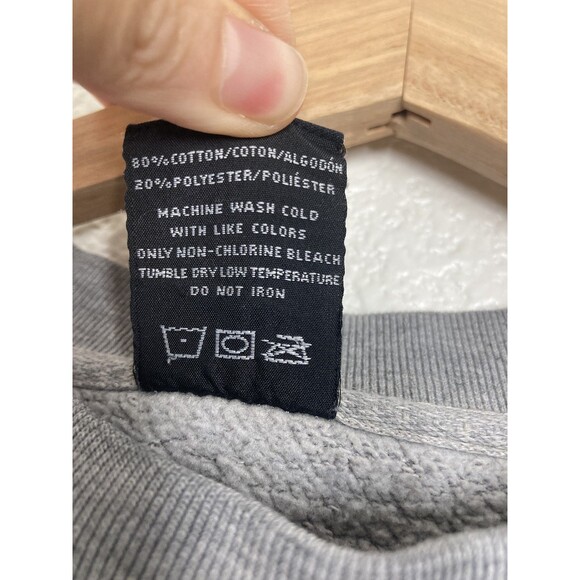 80% COTTON/COTON/ALGODÓN
20% POLYESTER/POLIÉSTER
MACHINE WASH COLD
WITH LIKE COLORS
ONLY NON-CHLORINE BLEACH
TUMBLE DRY LOW TEMPERATURE
DO NOT IRON